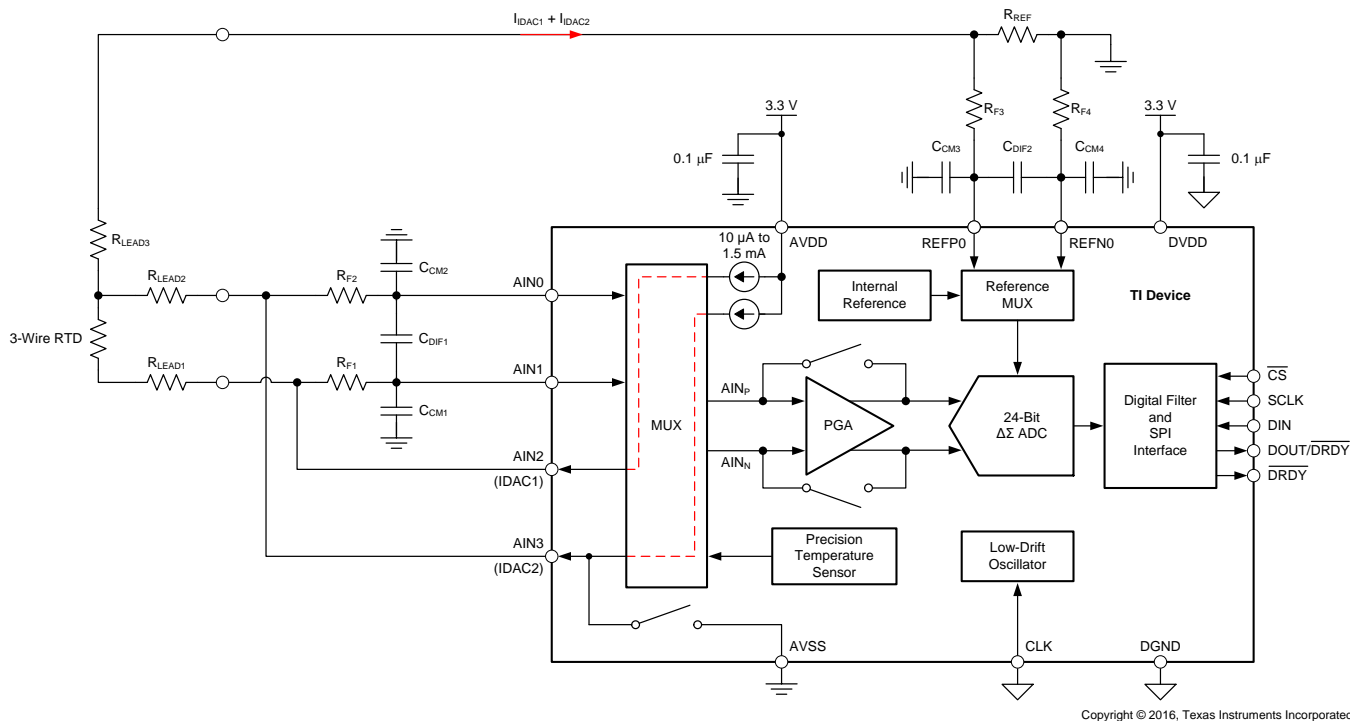 IIDAC1 + IIDAC2
RREF
3.3 V
0.1 μF
RF3
RF4
3.3 V
0.1 μF
CCM3
CDIF2
CCM4
RLEAD3
RLEAD2
RF2
CCM2
3-Wire RTD
CDIF1
RLEAD1
RF1
CCM1
AIN0
AIN1
AIN2
(IDAC1)
AIN3
(IDAC2)
10 μA to
1.5 mA
AVDD
REFP0
REFN0
DVDD
Internal
Reference
Reference
MUX
TI Device
MUX
AINP
AINN
PGA
24-Bit
ΔΣ ADC
Digital Filter
and
SPI
Interface
CS
SCLK
DIN
DOUT/DRDY
DRDY
Precision
Temperature
Sensor
Low-Drift
Oscillator
AVSS
CLK
DGND
Copyright © 2016, Texas Instruments Incorporated